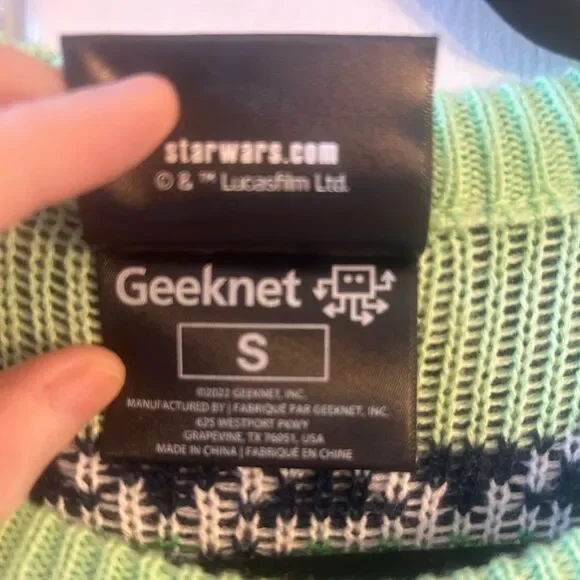 starwars.com
© & ™ Lucasfilm Ltd.
Geeknet
S
©2022 GEEKNET, INC.
MANUFACTURED BY | FABRIQUÉ PAR GEEKNET, INC.
625 WESTPORT PKWY
GRAPEVINE, TX 76051, USA
MADE IN CHINA | FABRIQUÉ EN CHINE